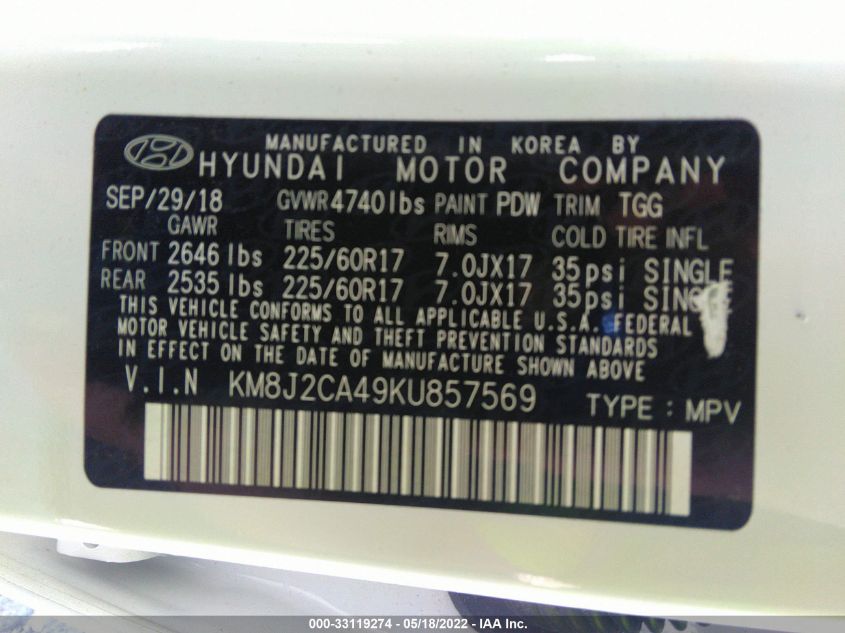 MANUFACTURED IN KOREA BY
HYUNDAI MOTOR COMPANY
SEP/29/18 GVWR 4740 lbs PAINT PDW TRIM TGG
GAWR TIRES RIMS COLD TIRE INFL
FRONT 2646 lbs 225/60R17 7.0JX17 35psi SINGLE
REAR 2535 lbs 225/60R17 7.0JX17 35psi SINGLE
THIS VEHICLE CONFORMS TO ALL APPLICABLE U.S.A. FEDERAL
MOTOR VEHICLE SAFETY AND THEFT PREVENTION STANDARDS
IN EFFECT ON THE DATE OF MANUFACTURE SHOWN ABOVE
V.I.N KM8J2CA49KU857569 TYPE : MPV
000-33119274 - 05/18/2022 - IAA Inc.